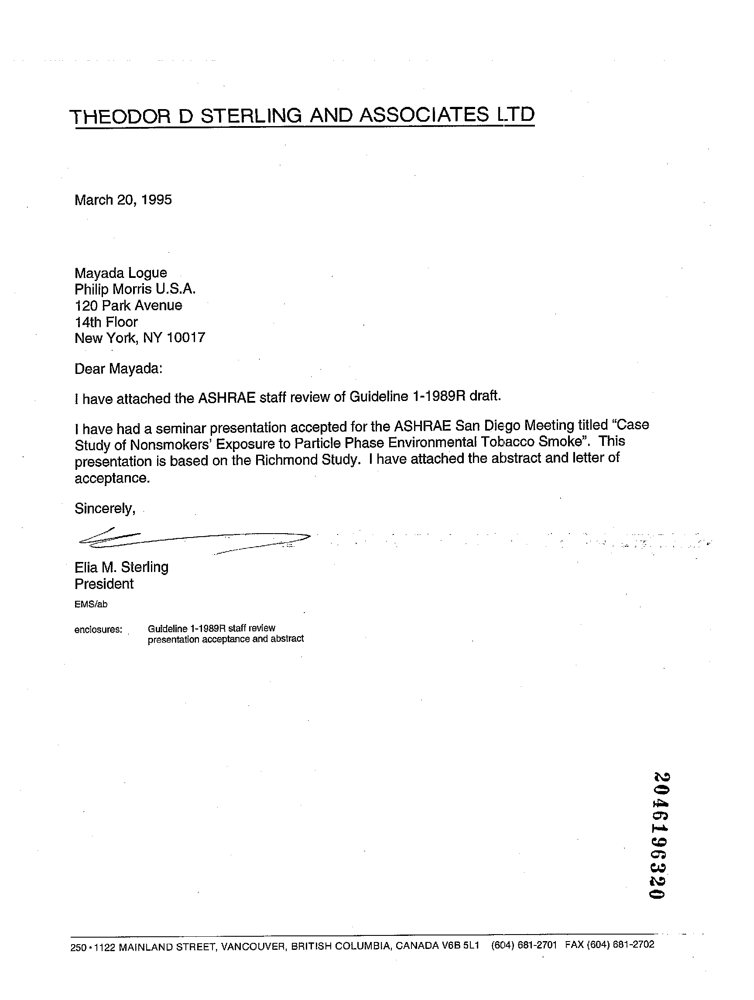 THEODOR D STERLING AND ASSOCIATES LTD
March 20, 1995
Mayada Logue
Philip Morris U.S.A.
120 Park Avenue
14th Floor
New York, NY 10017
Dear Mayada:
I have attached the ASHRAE staff review of Guideline 1-1989R draft.
I have had a seminar presentation accepted for the ASHRAE San Diego Meeting titled “Case
Study of Nonsmokers’ Exposure to Particle Phase Environmental Tobacco Smoke”. This
presentation is based on the Richmond Study. I have attached the abstract and letter of
acceptance.
Sincerely,
Elia M. Sterling
President
EMS/ab
enclosures: Guideline 1-1989R staff review
presentation acceptance and abstract
2046196320
250 • 1122 MAINLAND STREET, VANCOUVER, BRITISH COLUMBIA, CANADA V6B 5L1 (604) 681-2701 FAX (604) 681-2702